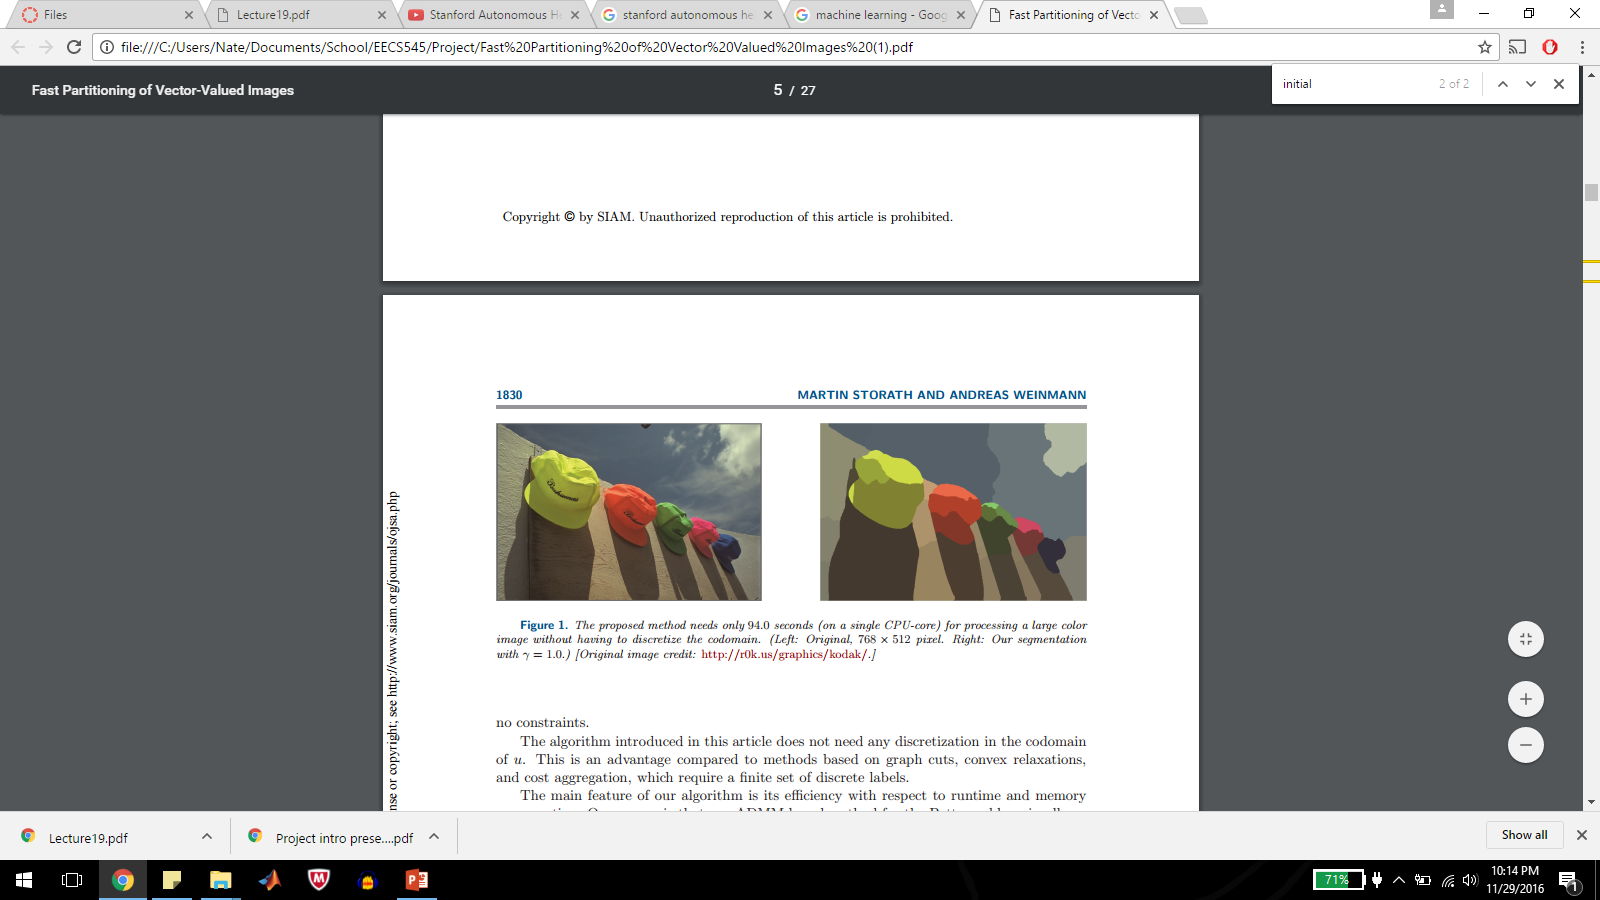 Files
Lecture19.pdf
Stanford Autonomous He
stanford autonomous he
machine learning - Goog
Fast Partitioning of Vecto
file:///C:/Users/Nate/Documents/School/EECS545/Project/Fast%20Partitioning%20of%20Vector%20Valued%20Images%20(1).pdf
Fast Partitioning of Vector-Valued Images
5 / 27
initial
2 of 2
Copyright © by SIAM. Unauthorized reproduction of this article is prohibited.
1830
MARTIN STORATH AND ANDREAS WEINMANN
Figure 1. The proposed method needs only 94.0 seconds (on a single CPU-core) for processing a large color
image without having to discretize the codomain. (Left: Original, 768 × 512 pixel. Right: Our segmentation
with γ = 1.0.) [Original image credit: http://r0k.us/graphics/kodak/.]
nse or copyright; see http://www.siam.org/journals/ojsa.php
no constraints.
The algorithm introduced in this article does not need any discretization in the codomain
of u. This is an advantage compared to methods based on graph cuts, convex relaxations,
and cost aggregation, which require a finite set of discrete labels.
The main feature of our algorithm is its efficiency with respect to runtime and memory
Lecture19.pdf
Project intro prese....pdf
Show all
71%
10:14 PM
11/29/2016
1